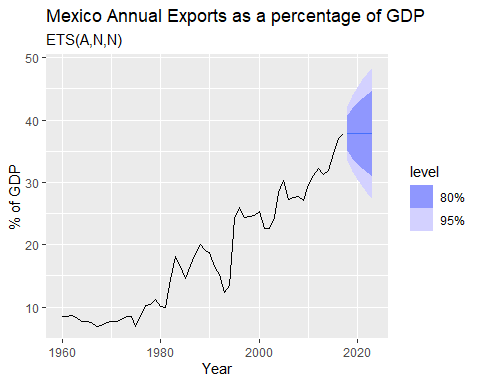 Mexico Annual Exports as a percentage of GDP
ETS(A,N,N)
50
40
30
20
10
% of GDP
1960
1980
2000
2020
Year
level
80%
95%